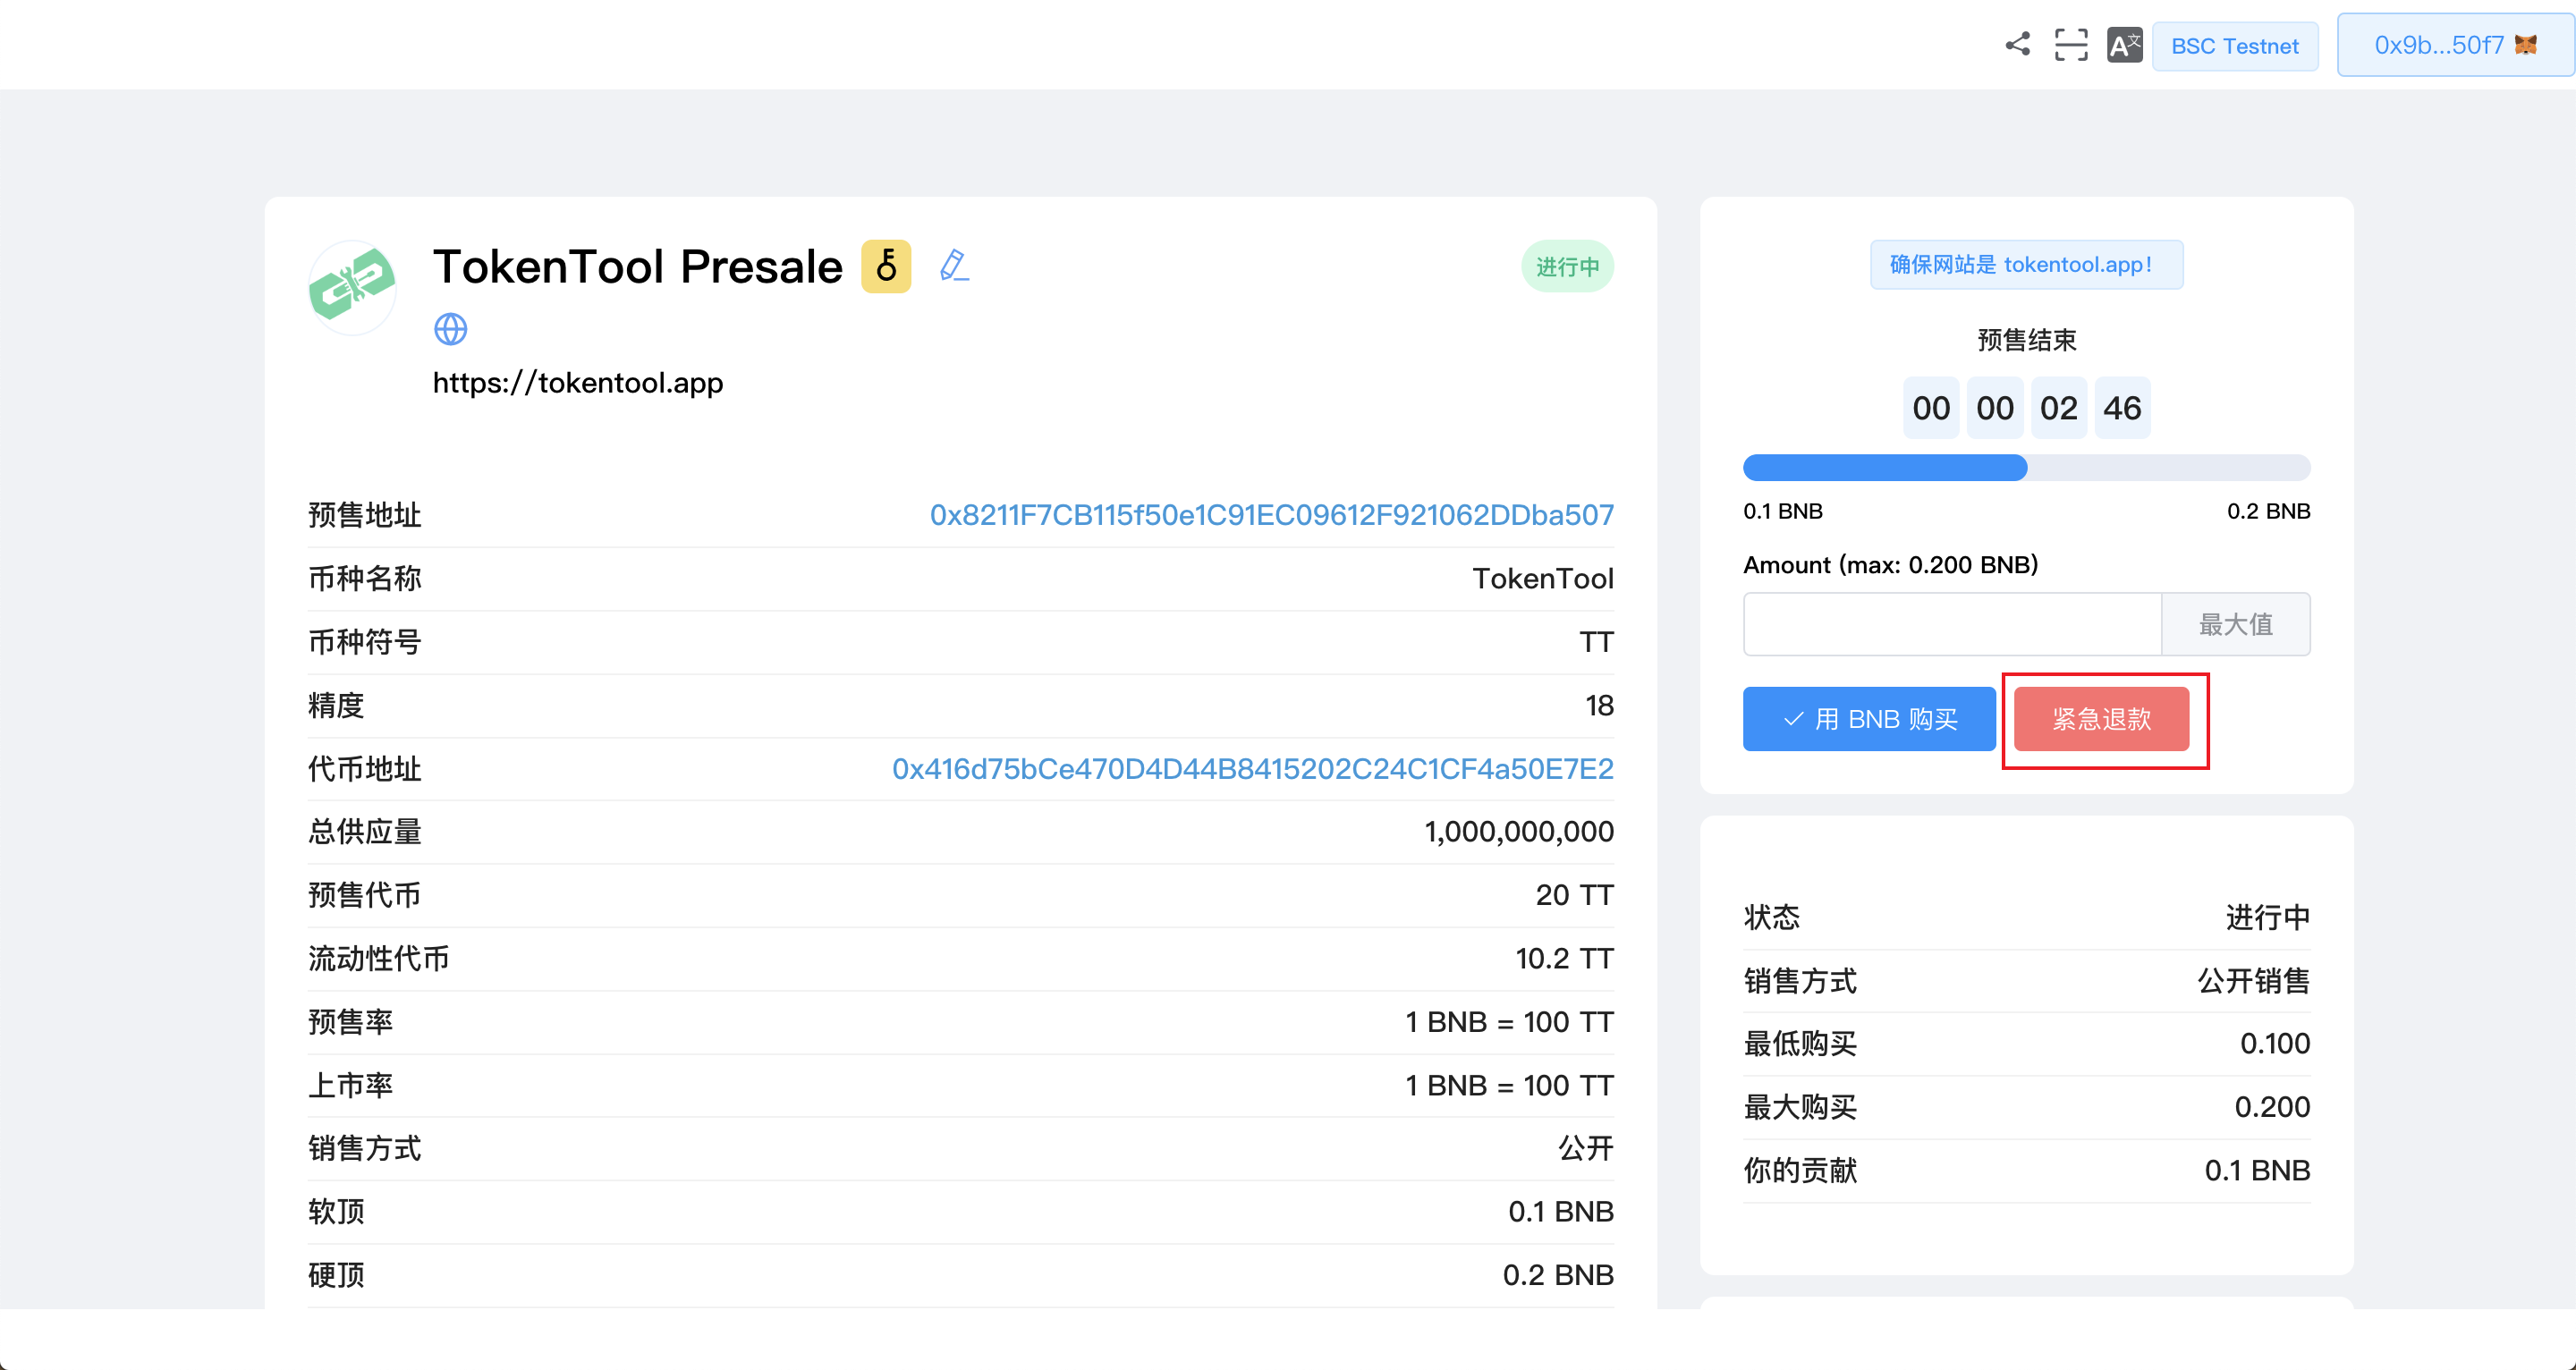 BSC Testnet
0x9b...50f7
TokenTool Presale
进行中
https://tokentool.app
预售地址 0x8211F7CB115f50e1C91EC09612F921062DDba507
币种名称 TokenTool
币种符号 TT
精度 18
代币地址 0x416d75bCe470D4D44B8415202C24C1CF4a50E7E2
总供应量 1,000,000,000
预售代币 20 TT
流动性代币 10.2 TT
预售率 1 BNB = 100 TT
上市率 1 BNB = 100 TT
销售方式 公开
软顶 0.1 BNB
硬顶 0.2 BNB
确保网站是 tokentool.app!
预售结束
00 00 02 46
0.1 BNB 0.2 BNB
Amount (max: 0.200 BNB)
最大值
用 BNB 购买 紧急退款
状态 进行中
销售方式 公开销售
最低购买 0.100
最大购买 0.200
你的贡献 0.1 BNB